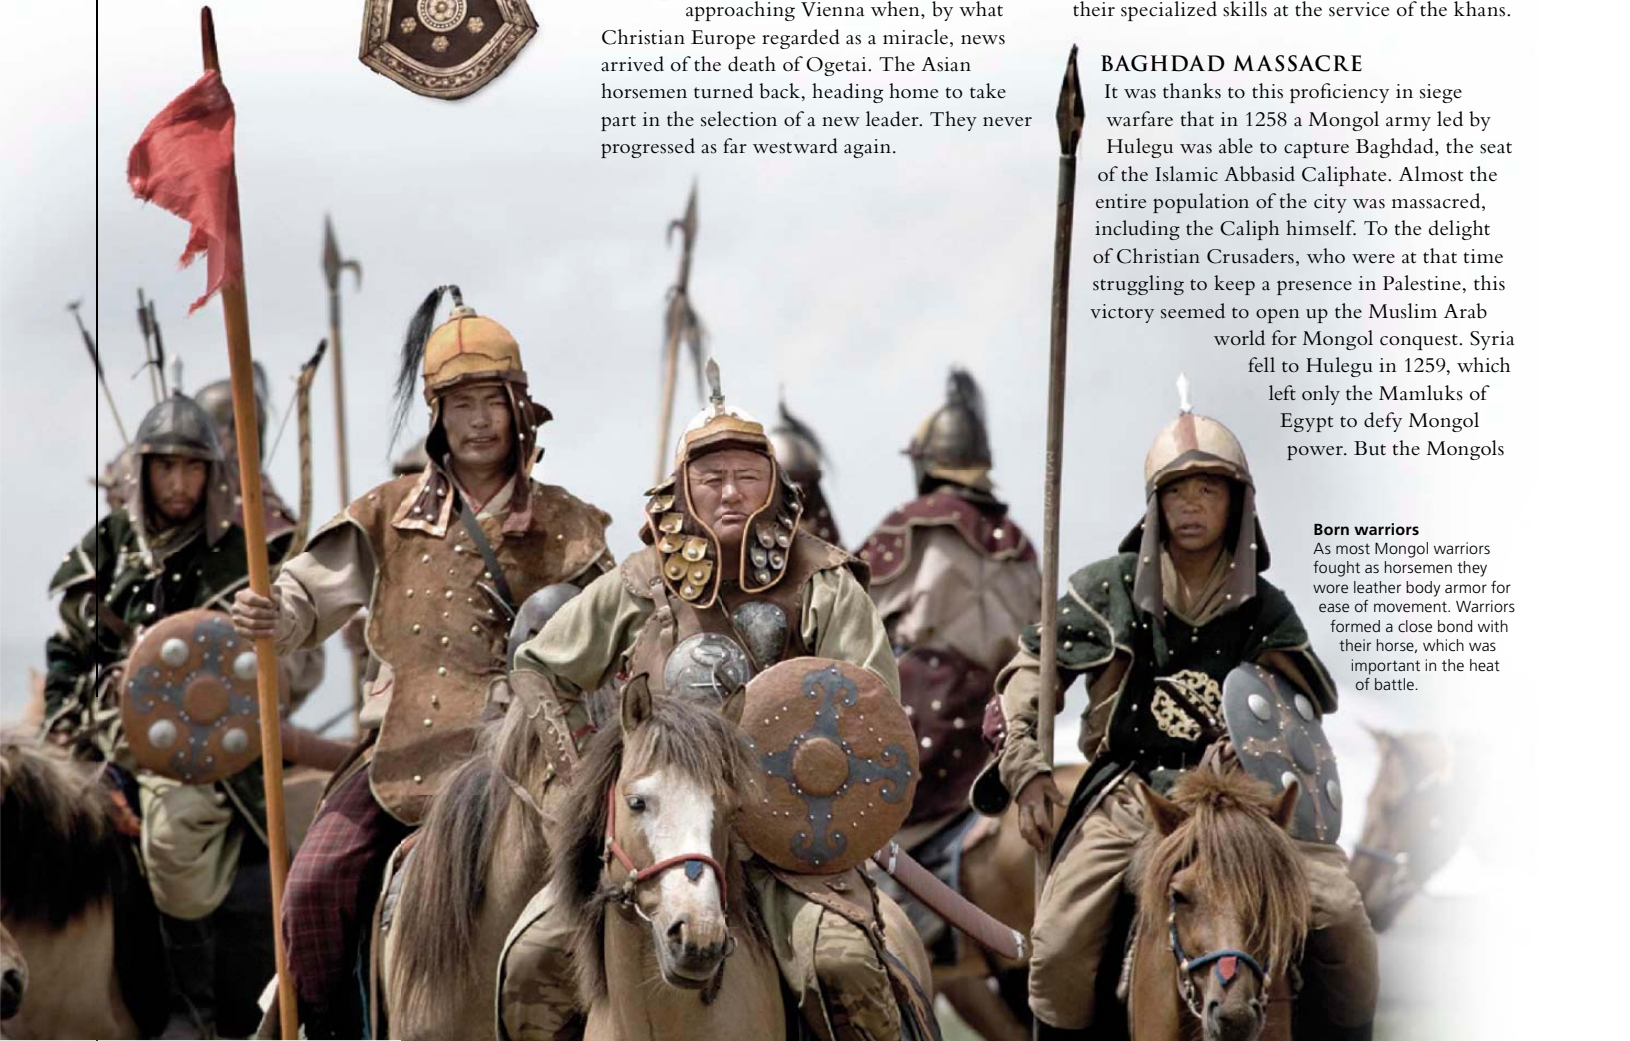 approaching Vienna when, by what
Christian Europe regarded as a miracle, news
arrived of the death of Ogetai. The Asian
horsemen turned back, heading home to take
part in the selection of a new leader. They never
progressed as far westward again.
their specialized skills at the service of the khans.
BAGHDAD MASSACRE
It was thanks to this proficiency in siege
warfare that in 1258 a Mongol army led by
Hulegu was able to capture Baghdad, the seat
of the Islamic Abbasid Caliphate. Almost the
entire population of the city was massacred,
including the Caliph himself. To the delight
of Christian Crusaders, who were at that time
struggling to keep a presence in Palestine, this
victory seemed to open up the Muslim Arab
world for Mongol conquest. Syria
fell to Hulegu in 1259, which
left only the Mamluks of
Egypt to defy Mongol
power. But the Mongols
Born warriors
As most Mongol warriors
fought as horsemen they
wore leather body armor for
ease of movement. Warriors
formed a close bond with
their horse, which was
important in the heat
of battle.